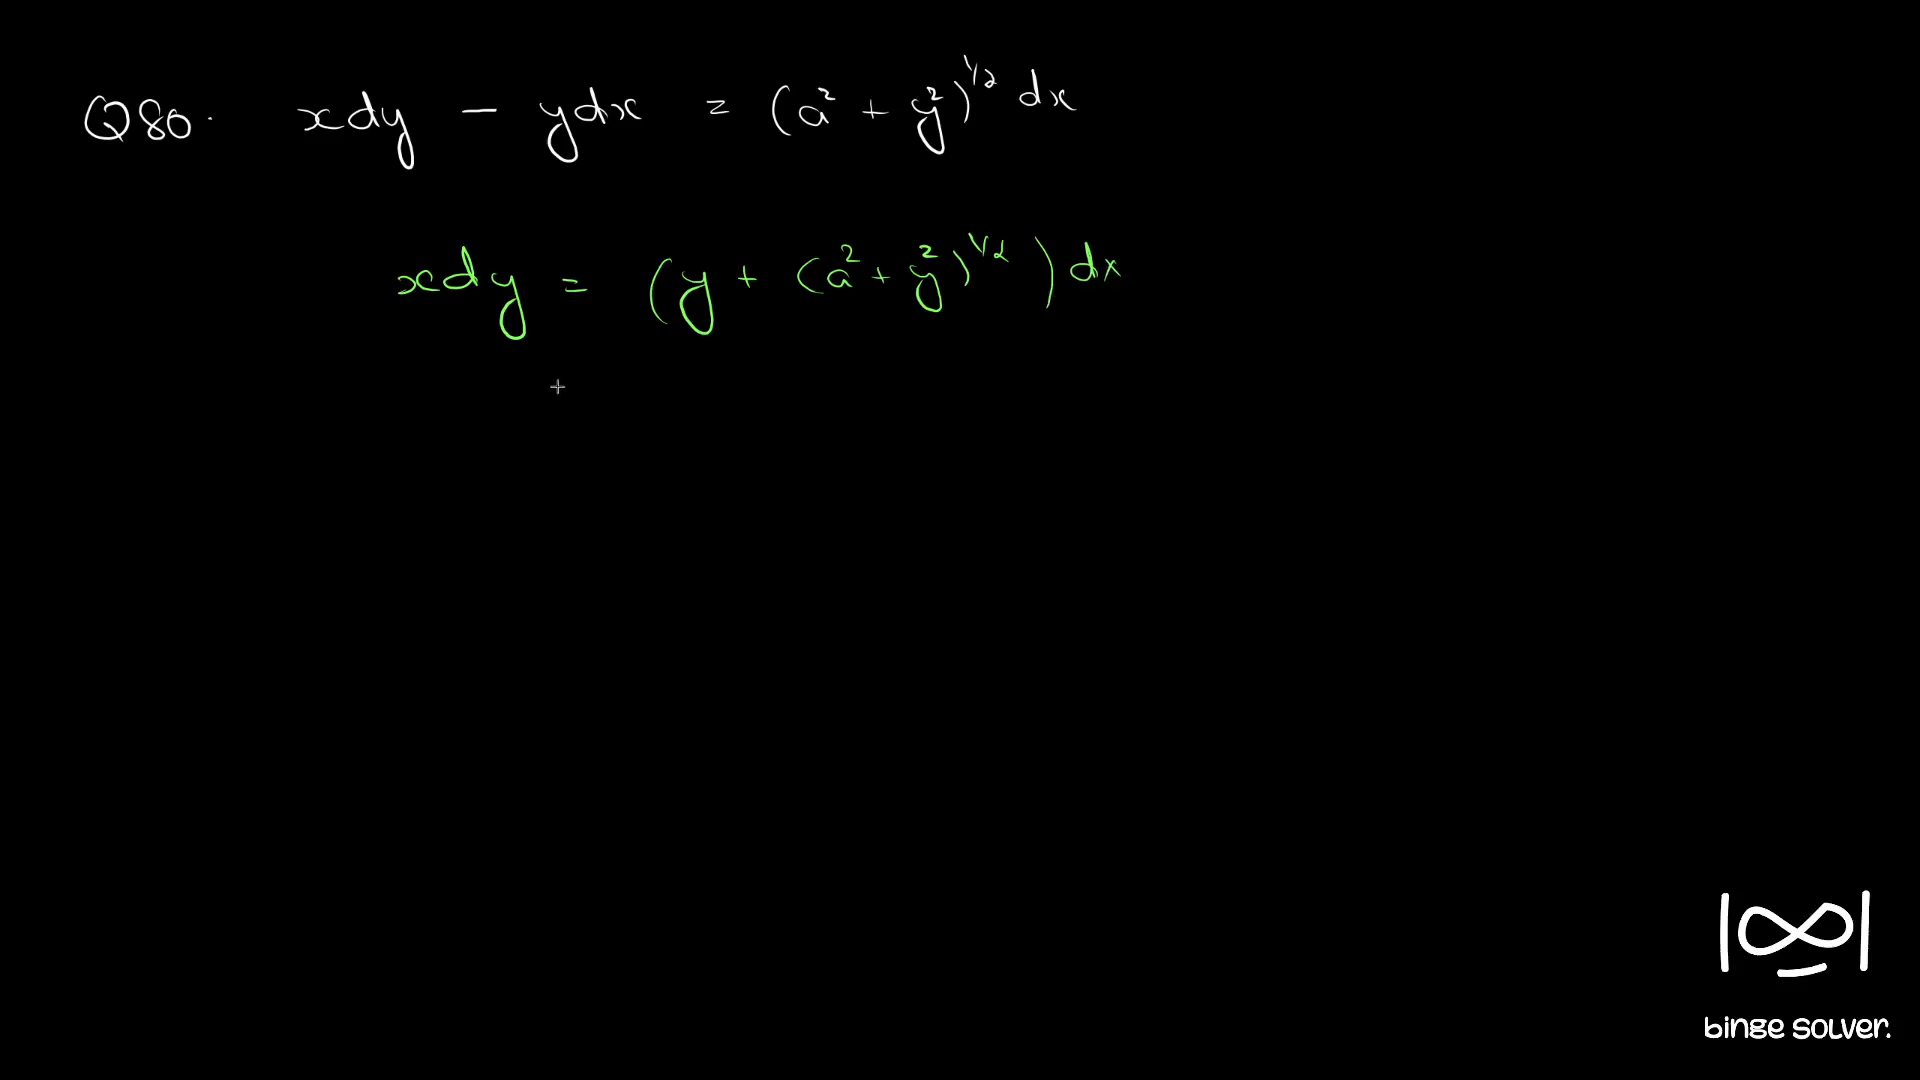 Q80. xdy - ydx = (a² + y²)^1/2 dx
xdy = (y + (a² + y²)^1/2) dx
binge solver.